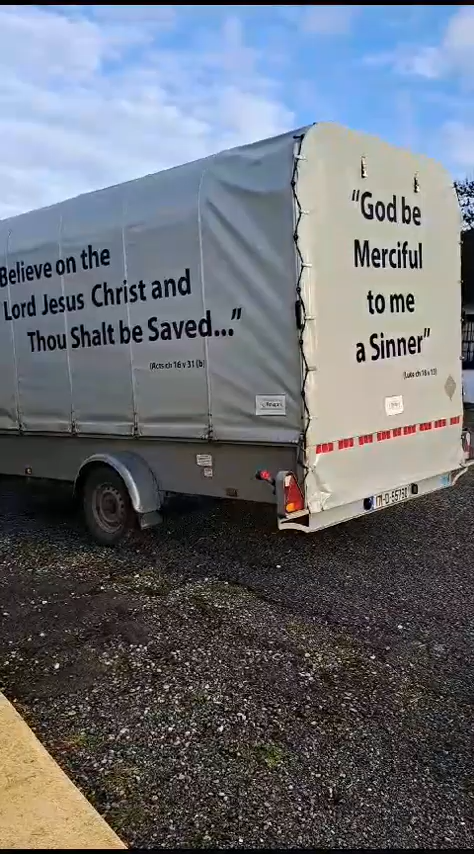 Believe on the
Lord Jesus Christ and
Thou Shalt be Saved..."
(Acts ch 16 v 31 (b)
"God be
Merciful
to me
a Sinner"
(Luke ch 18 v 13)